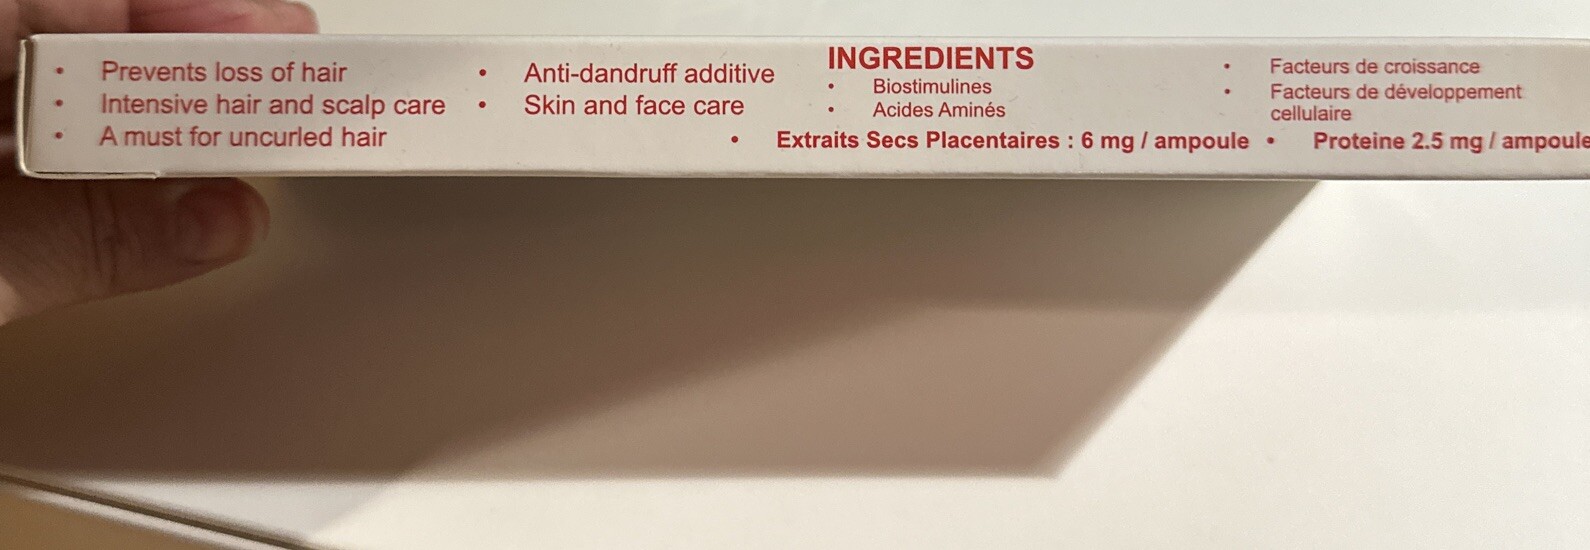 • Prevents loss of hair
• Intensive hair and scalp care
• A must for uncurled hair
• Anti-dandruff additive
• Skin and face care
INGREDIENTS
• Biostimulines
• Acides Aminés
• Facteurs de croissance
• Facteurs de développement
cellulaire
• Extraits Secs Placentaires : 6 mg / ampoule
• Proteine 2.5 mg / ampoule